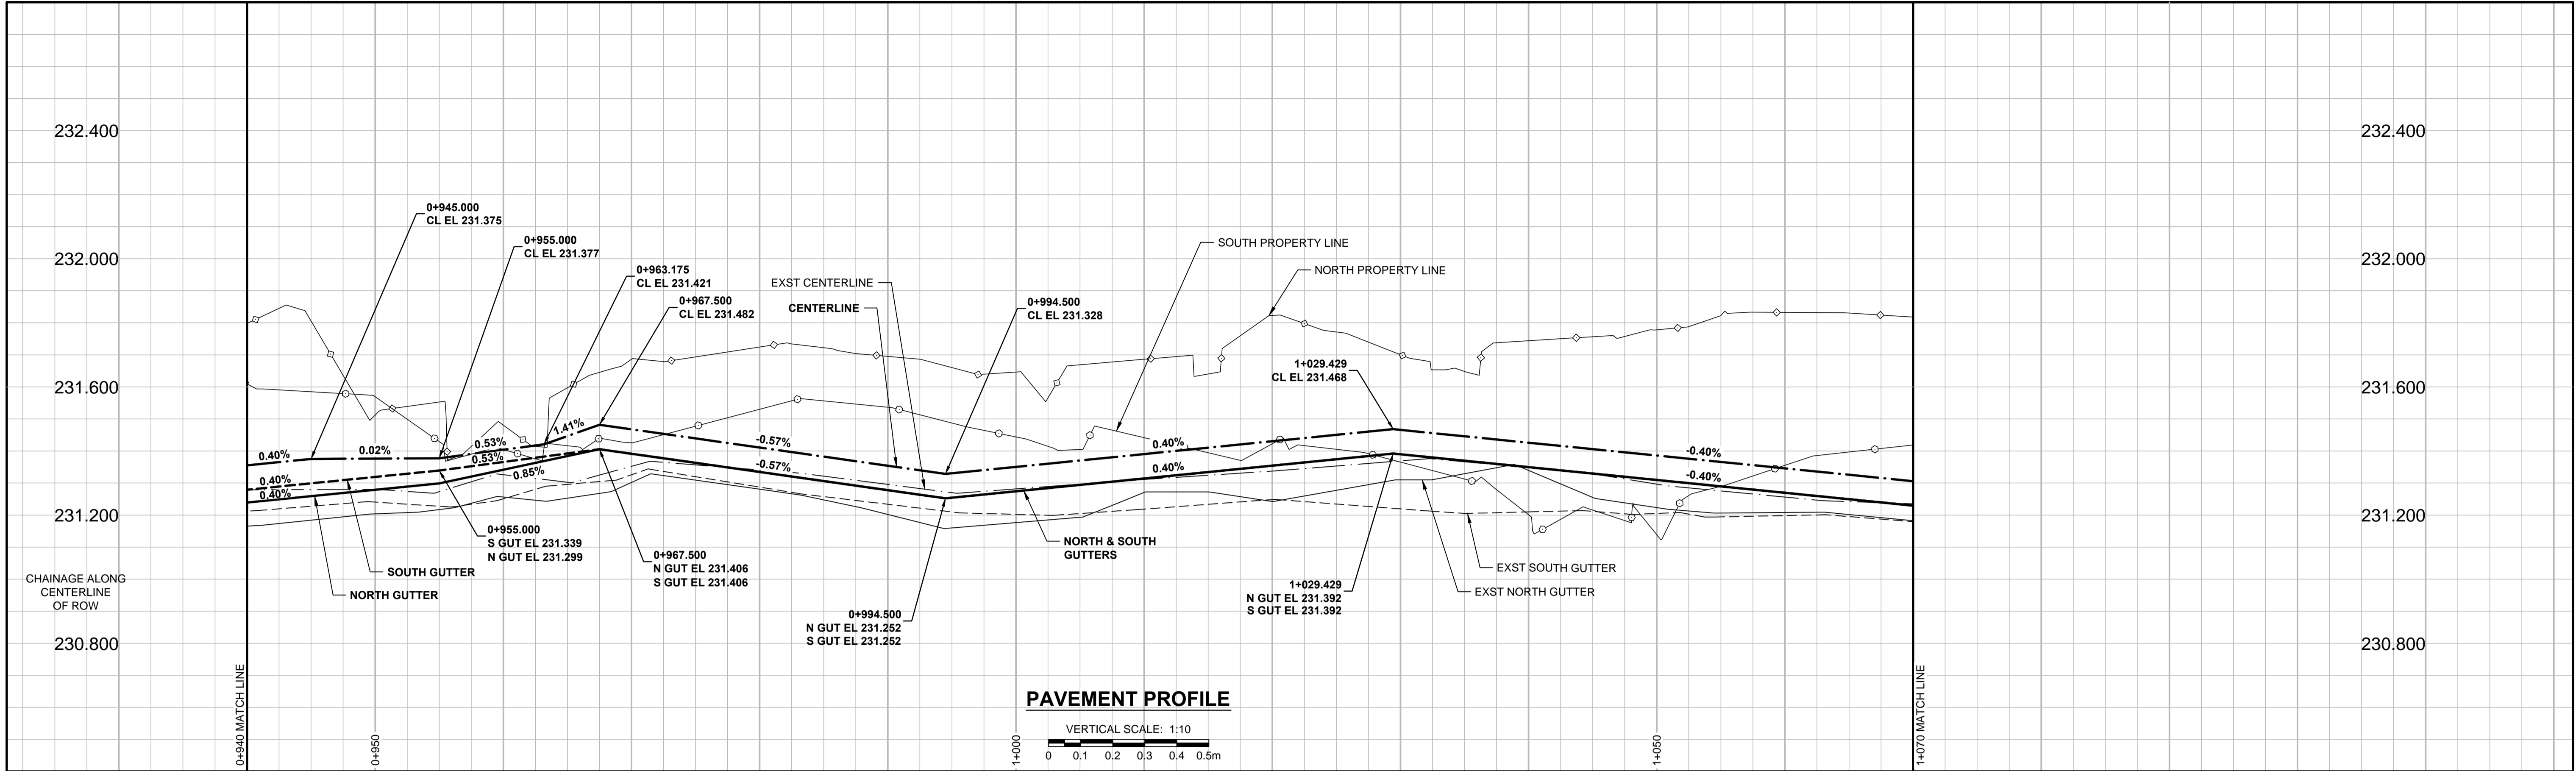 232.400
232.400
0+945.000
CL EL 231.375
0+955.000
CL EL 231.377
SOUTH PROPERTY LINE
232.000
232.000
0+963.175
CL EL 231.421
NORTH PROPERTY LINE
EXST CENTERLINE
0+967.500
CL EL 231.482
CENTERLINE
0+994.500
CL EL 231.328
1+029.429
CL EL 231.468
231.600
231.600
0.40%
0.02%
0.53%
1.41%
-0.57%
0.40%
-0.40%
0.40%
0.53%
0.85%
-0.57%
0.40%
-0.40%
0.40%
231.200
231.200
0+955.000
S GUT EL 231.339
N GUT EL 231.299
NORTH & SOUTH
GUTTERS
0+967.500
N GUT EL 231.406
S GUT EL 231.406
SOUTH GUTTER
NORTH GUTTER
EXST SOUTH GUTTER
EXST NORTH GUTTER
1+029.429
N GUT EL 231.392
S GUT EL 231.392
CHAINAGE ALONG
CENTERLINE
OF ROW
0+994.500
N GUT EL 231.252
S GUT EL 231.252
230.800
230.800
0+940 MATCH LINE
0+950
1+000
1+050
1+070 MATCH LINE
PAVEMENT PROFILE
VERTICAL SCALE: 1:10
0 0.1 0.2 0.3 0.4 0.5m